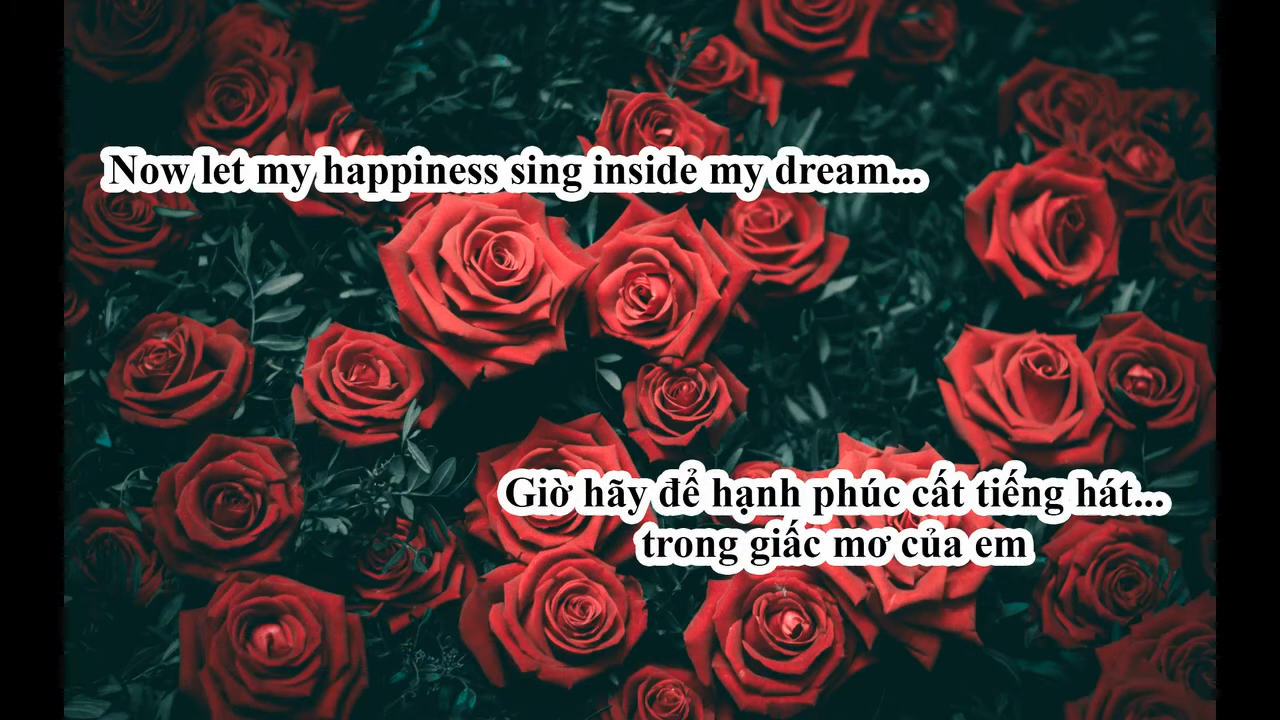 Now let my happiness sing inside my dream...
Giờ hãy để hạnh phúc cất tiếng hát...
trong giấc mơ của em